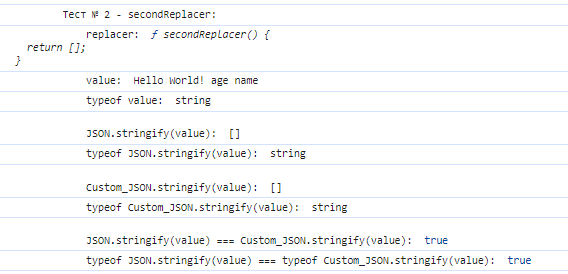 Тест № 2 - secondReplacer:
replacer: ƒ secondReplacer() {
return [];
}
value: Hello World! age name
typeof value: string
JSON.stringify(value): []
typeof JSON.stringify(value): string
Custom_JSON.stringify(value): []
typeof Custom_JSON.stringify(value): string
JSON.stringify(value) === Custom_JSON.stringify(value): true
typeof JSON.stringify(value) === typeof Custom_JSON.stringify(value): true